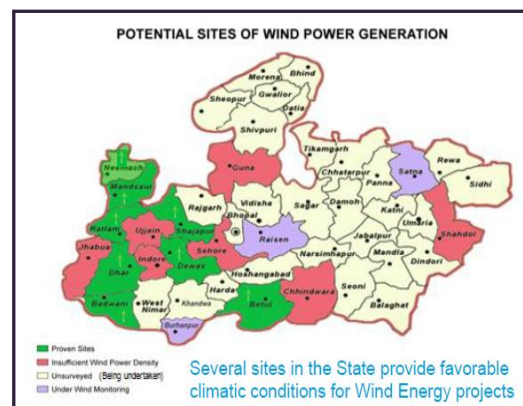 POTENTIAL SITES OF WIND POWER GENERATION
Bhind
Morena
Gwalior
Sheopur
Datia
Shivpuri
Neemach
Mandsaur
Guna
Tikamgarh
Chhatarpur
Panna
Satna
Rewa
Sidhi
Rajgarh
Vidisha
Sagar
Damoh
Katni
Umaria
Shahdol
Ratlam
Ujjain
Shajapur
Bhopal
Sehore
Raisen
Jabalpur
Dindori
Jhabua
Indore
Dewas
Narsimhapur
Mandla
Dhar
Hoshangabad
Harda
Chhindwara
Seoni
Balaghat
Badwani
West
Nimar
Khandwa
Betul
Burhanpur
Proven Sites
Insufficient Wind Power Density
Unsurveyed (Being undertaken)
Under Wind Monitoring
Several sites in the State provide favorable
climatic conditions for Wind Energy projects